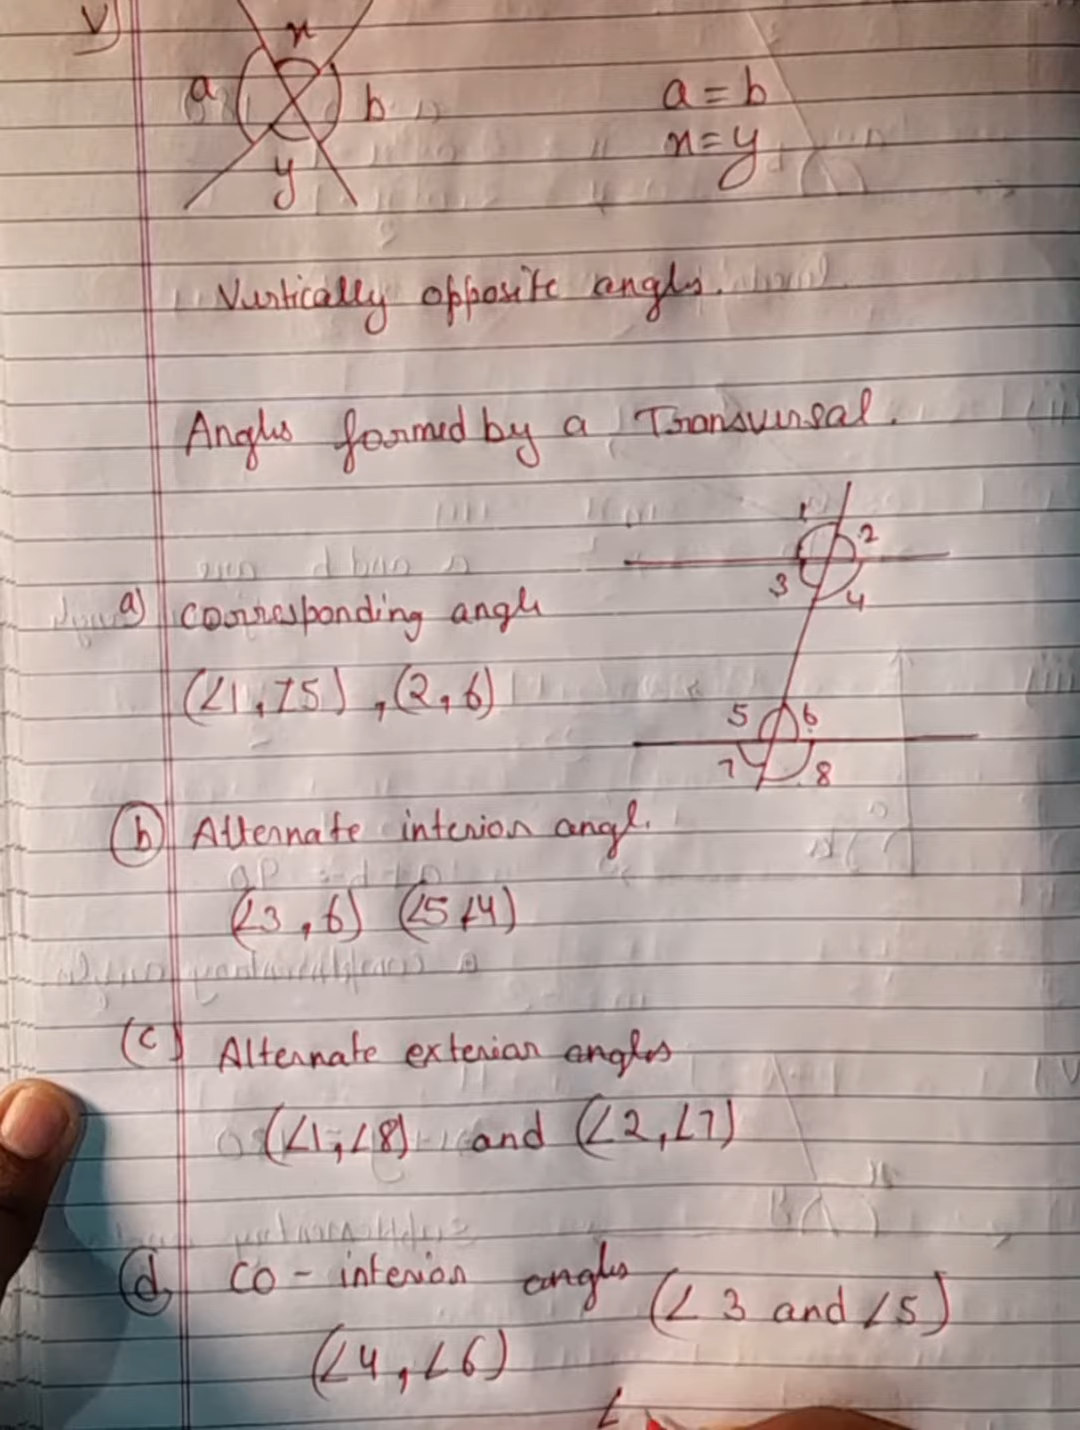 v)
x
a b
y
a = b
x = y
Vertically opposite angles.
Angles formed by a Transversal.
1 2
3 4
a) corresponding angle
(∠1, ∠5), (2, 6)
5 6
7 8
(b) Alternate interior angl.
(∠3, 6) (∠5 ∠4)
(c) Alternate exterior angles
(∠1, ∠8) and (∠2, ∠7)
(d) CO - interior angles (∠3 and ∠5)
(∠4, ∠6)
∠